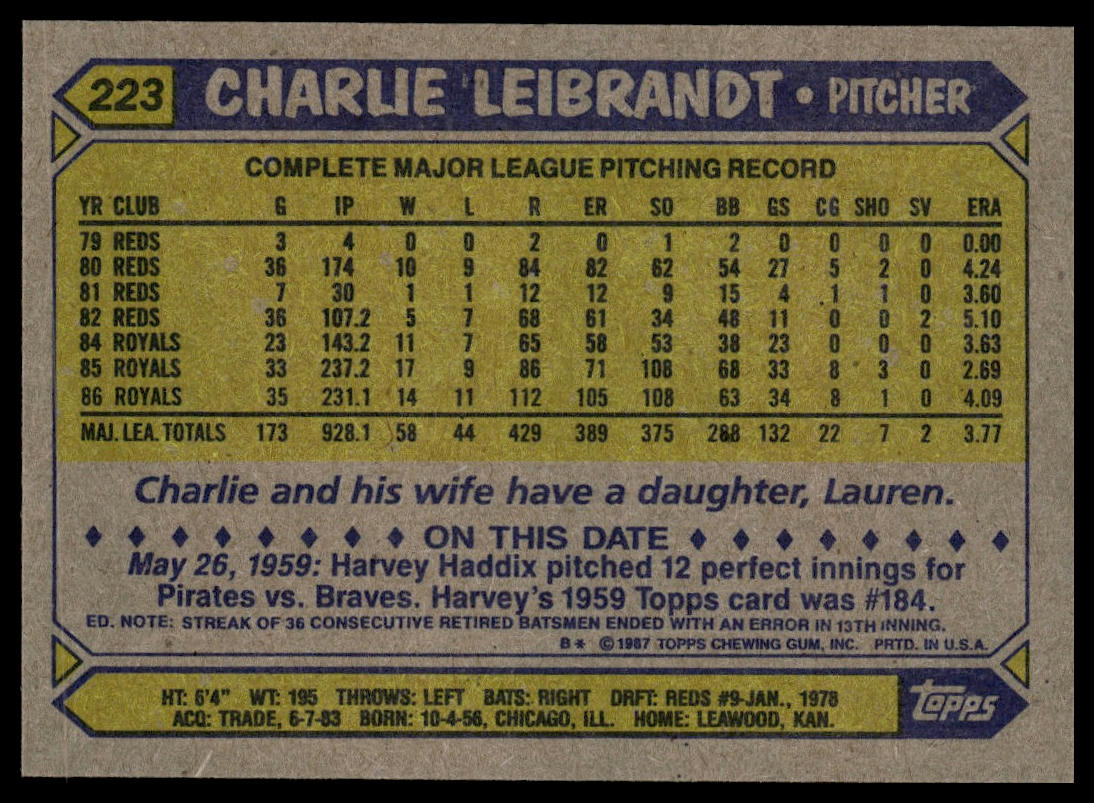 223 CHARLIE LEIBRANDT • PITCHER
COMPLETE MAJOR LEAGUE PITCHING RECORD
YR CLUB G IP W L R ER SO BB GS CG SHO SV ERA
79 REDS 3 4 0 0 2 0 1 2 0 0 0 0 0.00
80 REDS 36 174 10 9 84 82 62 54 27 5 2 0 4.24
81 REDS 7 30 1 1 12 12 9 15 4 1 1 0 3.60
82 REDS 36 107.2 5 7 68 61 34 48 11 0 0 2 5.10
84 ROYALS 23 143.2 11 7 65 58 53 38 23 0 0 0 3.63
85 ROYALS 33 237.2 17 9 86 71 108 68 33 8 3 0 2.69
86 ROYALS 35 231.1 14 11 112 105 108 63 34 8 1 0 4.09
MAJ. LEA. TOTALS 173 928.1 58 44 429 389 375 288 132 22 7 2 3.77
Charlie and his wife have a daughter, Lauren.
♦ ♦ ♦ ♦ ♦ ♦ ♦ ♦ ON THIS DATE ♦ ♦ ♦ ♦ ♦ ♦ ♦ ♦
May 26, 1959: Harvey Haddix pitched 12 perfect innings for
Pirates vs. Braves. Harvey's 1959 Topps card was #184.
ED. NOTE: STREAK OF 36 CONSECUTIVE RETIRED BATSMEN ENDED WITH AN ERROR IN 13TH INNING.
B* © 1987 TOPPS CHEWING GUM, INC. PRTD. IN U.S.A.
HT: 6'4" WT: 195 THROWS: LEFT BATS: RIGHT DRFT: REDS #9-JAN., 1978
ACQ: TRADE, 6-7-83 BORN: 10-4-56, CHICAGO, ILL. HOME: LEAWOOD, KAN.
topps